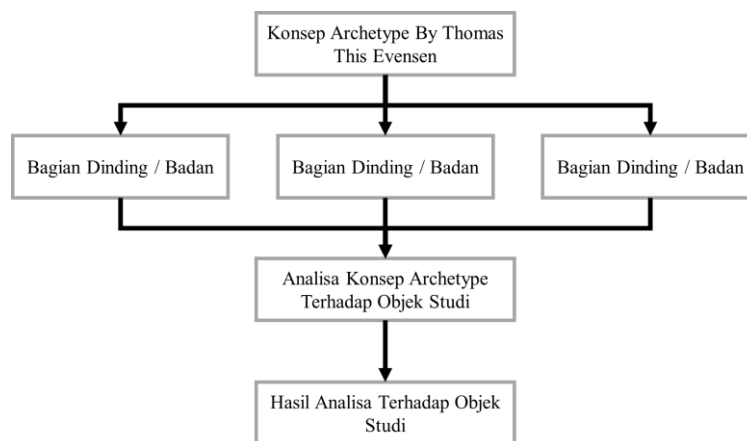 Konsep Archetype By Thomas
This Evensen
Bagian Dinding / Badan
Bagian Dinding / Badan
Bagian Dinding / Badan
Analisa Konsep Archetype
Terhadap Objek Studi
Hasil Analisa Terhadap Objek
Studi